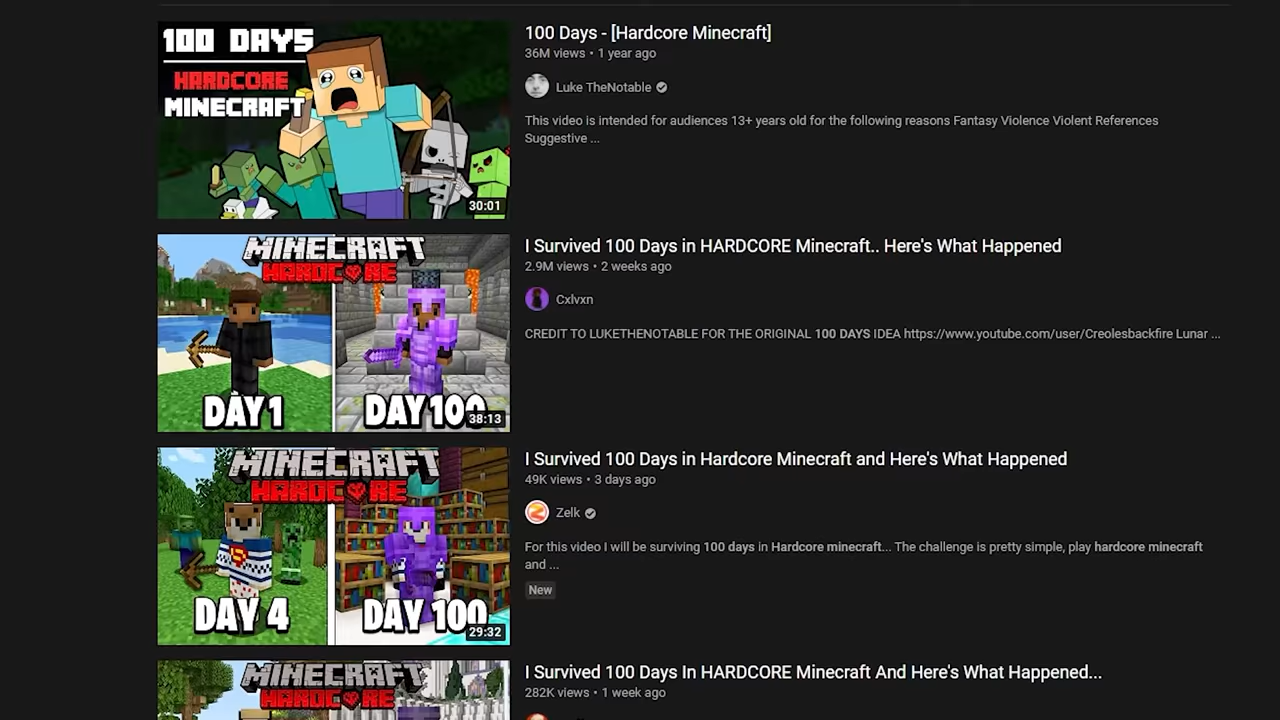 100 DAYS
HARDCORE
MINECRAFT
30:01
100 Days - [Hardcore Minecraft]
36M views • 1 year ago
Luke TheNotable
This video is intended for audiences 13+ years old for the following reasons Fantasy Violence Violent References
Suggestive ...
MINECRAFT
HARDCORE
DAY 1
DAY 100
38:13
I Survived 100 Days in HARDCORE Minecraft.. Here's What Happened
2.9M views • 2 weeks ago
Cxlvxn
CREDIT TO LUKETHENOTABLE FOR THE ORIGINAL 100 DAYS IDEA https://www.youtube.com/user/Creolesbackfire Lunar ...
MINECRAFT
HARDCORE
DAY 4
DAY 100
29:32
I Survived 100 Days in Hardcore Minecraft and Here's What Happened
49K views • 3 days ago
Zelk
For this video I will be surviving 100 days in Hardcore minecraft... The challenge is pretty simple, play hardcore minecraft
and ...
New
MINECRAFT
HARDCORE
I Survived 100 Days In HARDCORE Minecraft And Here's What Happened...
282K views • 1 week ago